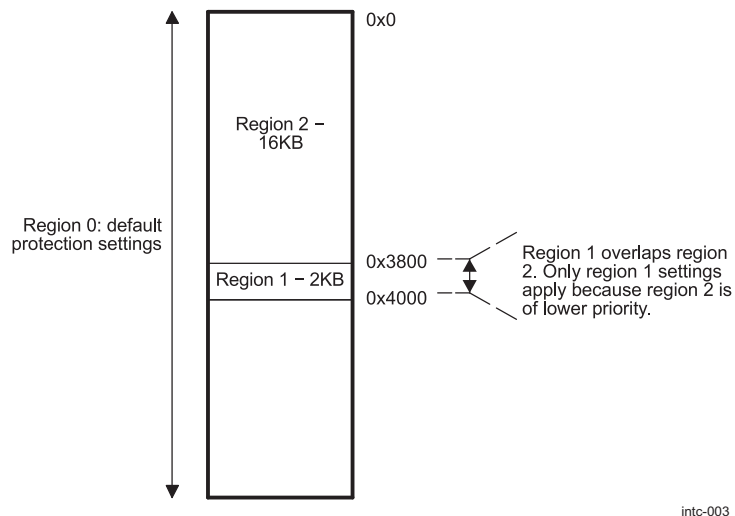 0x0
Region 2 −
16KB
Region 0: default
protection settings
0x3800
Region 1 − 2KB
0x4000
Region 1 overlaps region
2. Only region 1 settings
apply because region 2 is
of lower priority.
intc-003